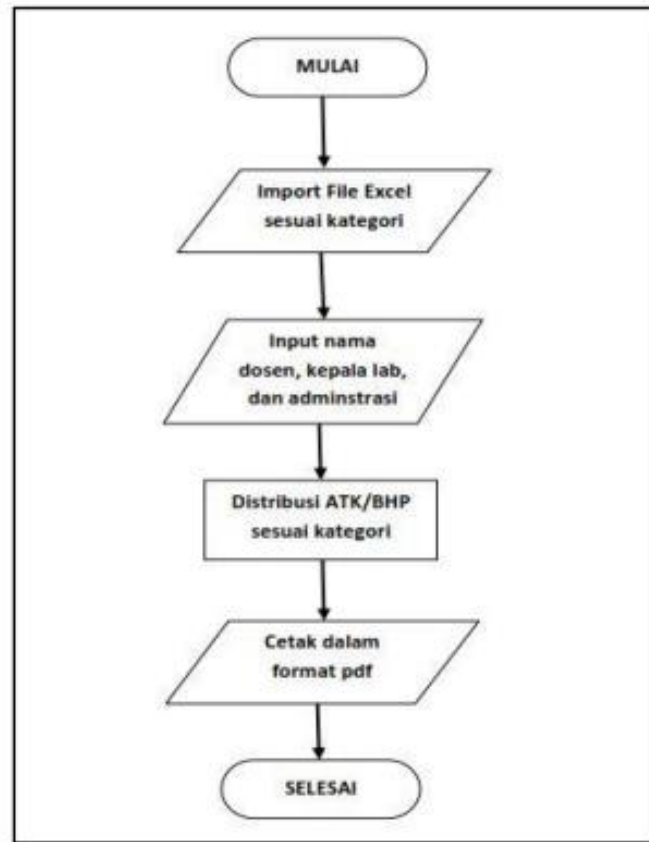 MULAI
Import File Excel
sesuai kategori
Input nama
dosen, kepala lab,
dan adminstrasi
Distribusi ATK/BHP
sesuai kategori
Cetak dalam
format pdf
SELESAI